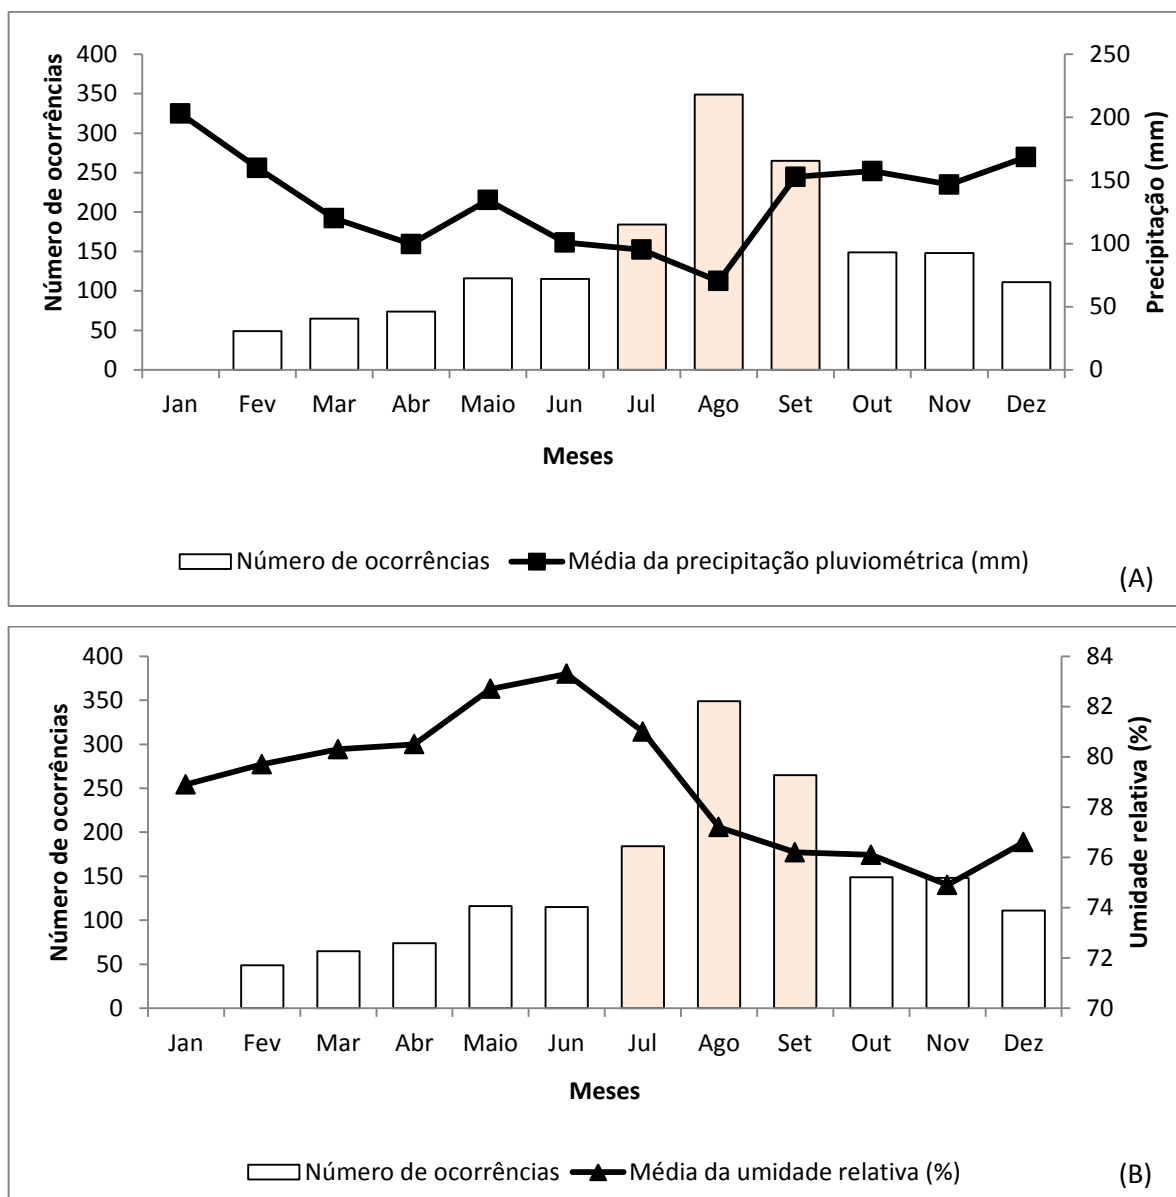 Número de ocorrências
400
350
300
250
200
150
100
50
0
250
200
150
100
50
0
Precipitação (mm)
Jan Fev Mar Abr Maio Jun Jul Ago Set Out Nov Dez
Meses
Número de ocorrências Média da precipitação pluviométrica (mm)
(A)
Número de ocorrências
400
350
300
250
200
150
100
50
0
84
82
80
78
76
74
72
70
Umidade relativa (%)
Jan Fev Mar Abr Maio Jun Jul Ago Set Out Nov Dez
Meses
Número de ocorrências Média da umidade relativa (%)
(B)